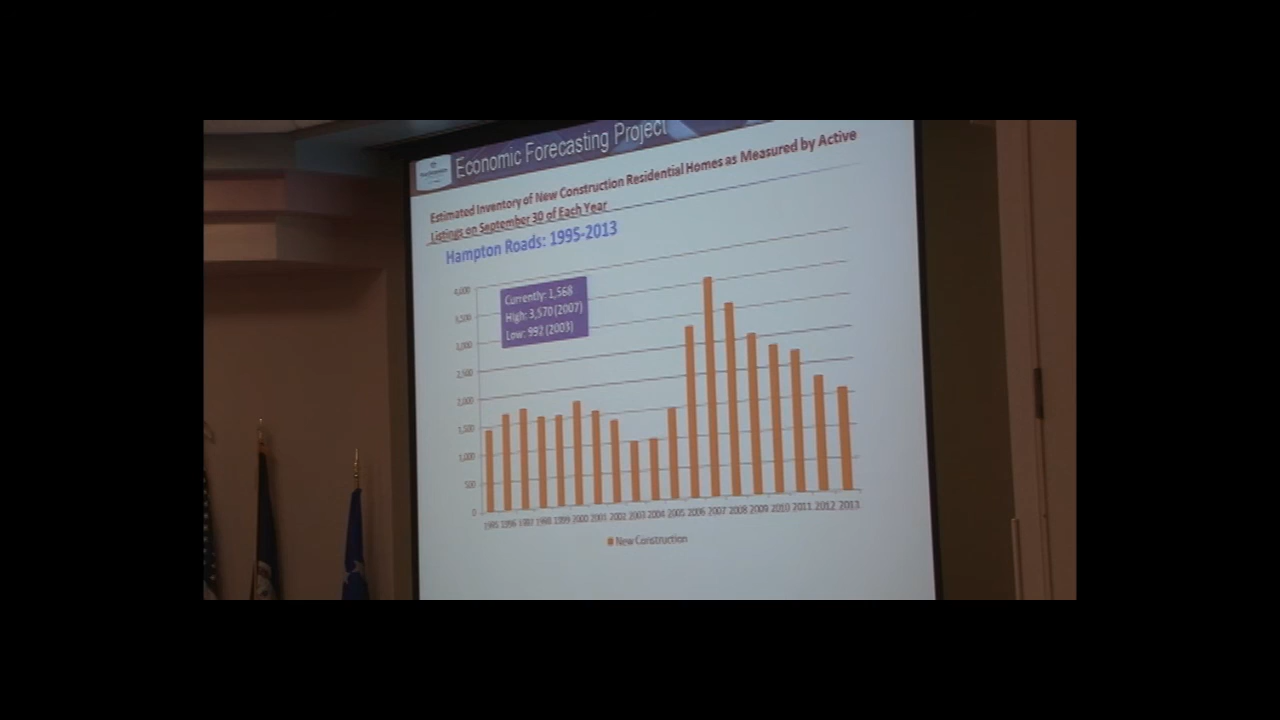 Economic Forecasting Project
Estimated Inventory of New Construction Residential Homes as Measured by Active
Listings on September 30 of Each Year
Hampton Roads: 1995-2013
Currently: 1,568
High: 3,570 (2007)
Low: 992 (2003)
4,000
3,500
3,000
2,500
2,000
1,500
1,000
500
0
1995 1996 1997 1998 1999 2000 2001 2002 2003 2004 2005 2006 2007 2008 2009 2010 2011 2012 2013
New Construction